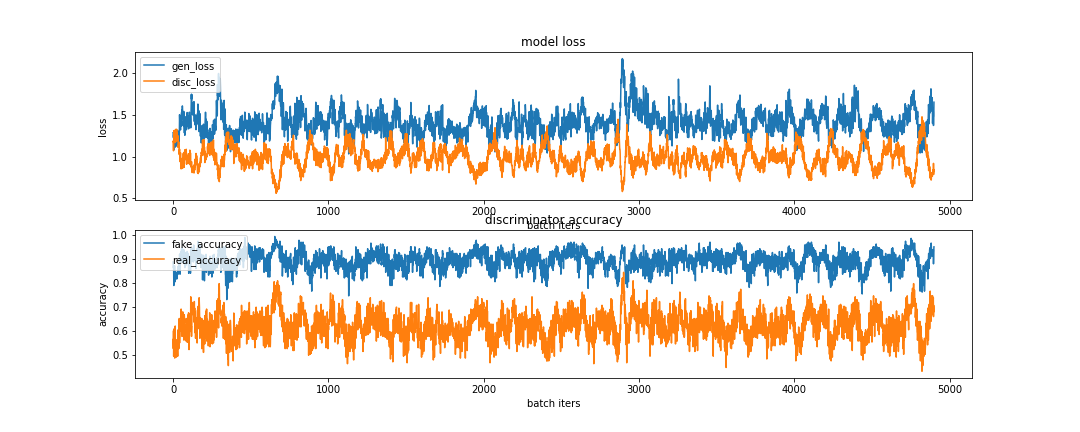 model loss
gen_loss
disc_loss
2.0
1.5
1.0
0.5
loss
0 1000 2000 3000 4000 5000
batch iters
discriminator accuracy
fake_accuracy
real_accuracy
1.0
0.9
0.8
0.7
0.6
0.5
accuracy
0 1000 2000 3000 4000 5000
batch iters